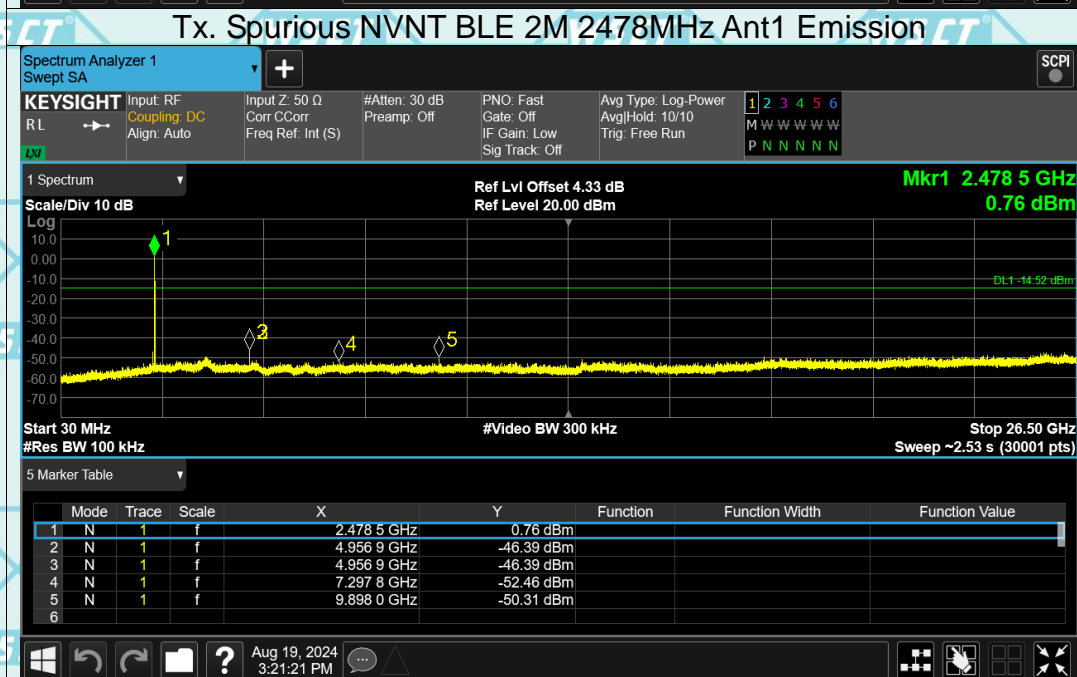 Tx. Spurious NVNT BLE 2M 2478MHz Ant1 Emission
Spectrum Analyzer 1
Swept SA
+
SCPI
KEYSIGHT
RL
LXI
Input: RF
Coupling: DC
Align: Auto
Input Z: 50 Ω
Corr CCorr
Freq Ref: Int (S)
#Atten: 30 dB
Preamp: Off
PNO: Fast
Gate: Off
IF Gain: Low
Sig Track: Off
Avg Type: Log-Power
Avg|Hold: 10/10
Trig: Free Run
1 2 3 4 5 6
M W W W W W
P N N N N N
1 Spectrum
Scale/Div 10 dB
Ref Lvl Offset 4.33 dB
Ref Level 20.00 dBm
Mkr1 2.478 5 GHz
0.76 dBm
Log
10.0
0.00
-10.0
-20.0
-30.0
-40.0
-50.0
-60.0
-70.0
1
3
4
5
DL1 -14.52 dBm
Start 30 MHz
#Video BW 300 kHz
Stop 26.50 GHz
#Res BW 100 kHz
Sweep ~2.53 s (30001 pts)
5 Marker Table
Mode Trace Scale X Y Function Function Width Function Value
1 N 1 f 2.478 5 GHz 0.76 dBm
2 N 1 f 4.956 9 GHz -46.39 dBm
3 N 1 f 4.956 9 GHz -46.39 dBm
4 N 1 f 7.297 8 GHz -52.46 dBm
5 N 1 f 9.898 0 GHz -50.31 dBm
6
?
Aug 19, 2024
3:21:21 PM